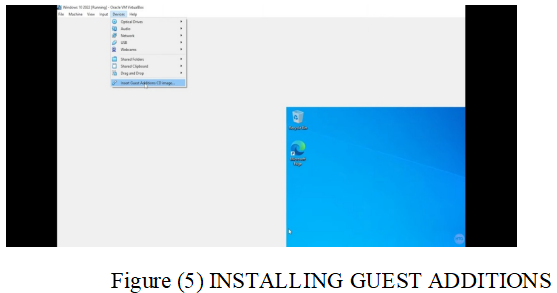 Windows 10 2022 [Running] - Oracle VM VirtualBox
File Machine View Input Devices Help
Optical Drives
Audio
Network
USB
Webcams
Shared Folders
Shared Clipboard
Drag and Drop
Insert Guest Additions CD image...
Recycle Bin
Microsoft Edge
Figure (5) INSTALLING GUEST ADDITIONS